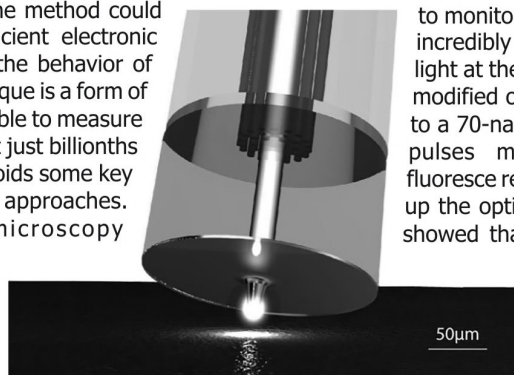 ne method could
cient electronic
the behavior of
que is a form of
ble to measure
t just billionths
oids some key
approaches.
microscopy
to monito
incredibly
light at the
modified o
to a 70-na
pulses m
fluoresce re
up the opti
showed tha
50µm